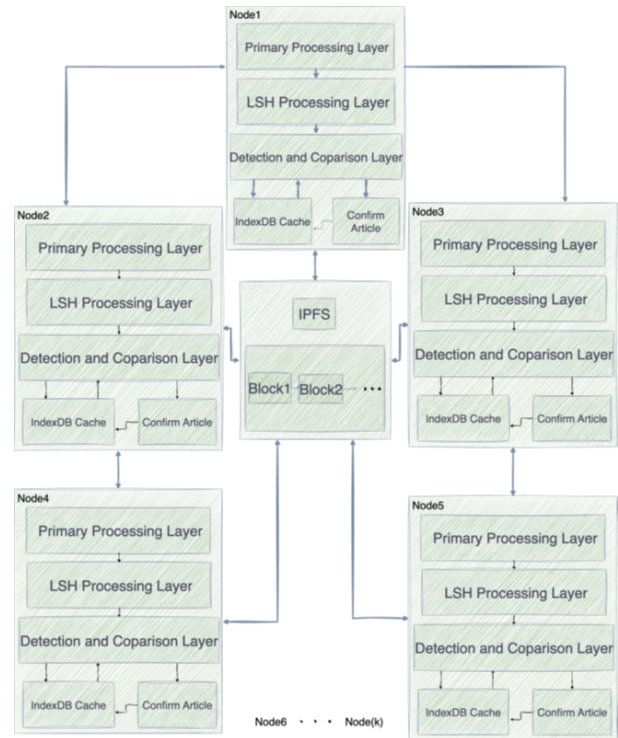 Node1
Primary Processing Layer
LSH Processing Layer
Detection and Coparison Layer
IndexDB Cache
Confirm
Article
Node2
Primary Processing Layer
LSH Processing Layer
Detection and Coparison Layer
IndexDB Cache
Confirm Article
Node3
Primary Processing Layer
LSH Processing Layer
Detection and Coparison Layer
IndexDB Cache
Confirm Article
IPFS
Block1
Block2
...
Node4
Primary Processing Layer
LSH Processing Layer
Detection and Coparison Layer
IndexDB Cache
Confirm Article
Node5
Primary Processing Layer
LSH Processing Layer
Detection and Coparison Layer
IndexDB Cache
Confirm Article
Node6 · · · Node(k)